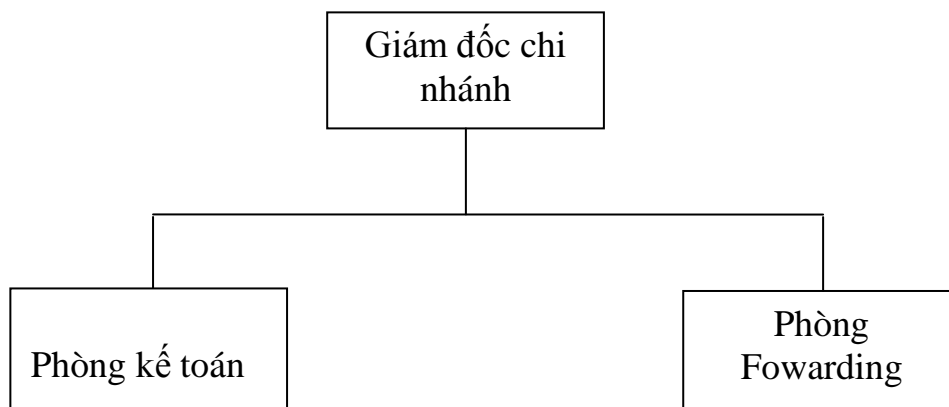 Giám đốc chi
nhánh
Phòng kế toán
Phòng
Fowarding